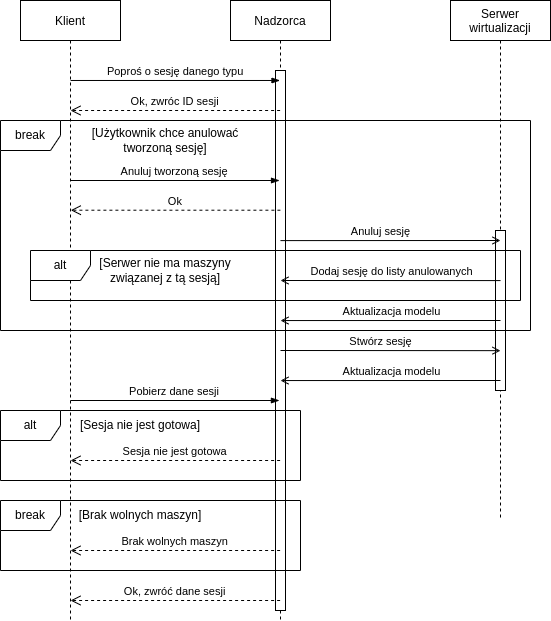 Klient
Nadzorca
Serwer
wirtualizacji
Poproś o sesję danego typu
Ok, zwróc ID sesji
break
[Użytkownik chce anulować
tworzoną sesję]
Anuluj tworzoną sesję
Ok
Anuluj sesję
alt
[Serwer nie ma maszyny
związanej z tą sesją]
Dodaj sesję do listy anulowanych
Aktualizacja modelu
Stwórz sesję
Aktualizacja modelu
Pobierz dane sesji
alt
[Sesja nie jest gotowa]
Sesja nie jest gotowa
break
[Brak wolnych maszyn]
Brak wolnych maszyn
Ok, zwróć dane sesji